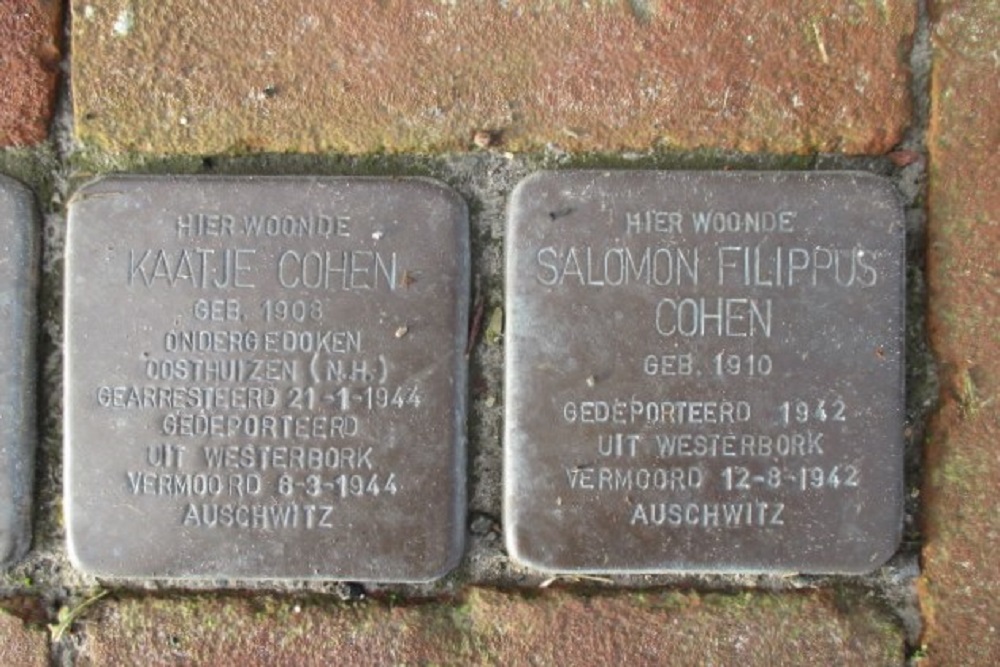 HIER WOONDE
KAATJE COHEN
GEB. 1908
ONDERGEDOKEN
OOSTHUIZEN (N.H.)
GEARRESTEERD 21-1-1944
GEDEPORTEERD
UIT WESTERBORK
VERMOORD 6-3-1944
AUSCHWITZ
HIER WOONDE
SALOMON FILIPPUS
COHEN
GEB. 1910
GEDEPORTEERD 1942
UIT WESTERBORK
VERMOORD 12-8-1942
AUSCHWITZ